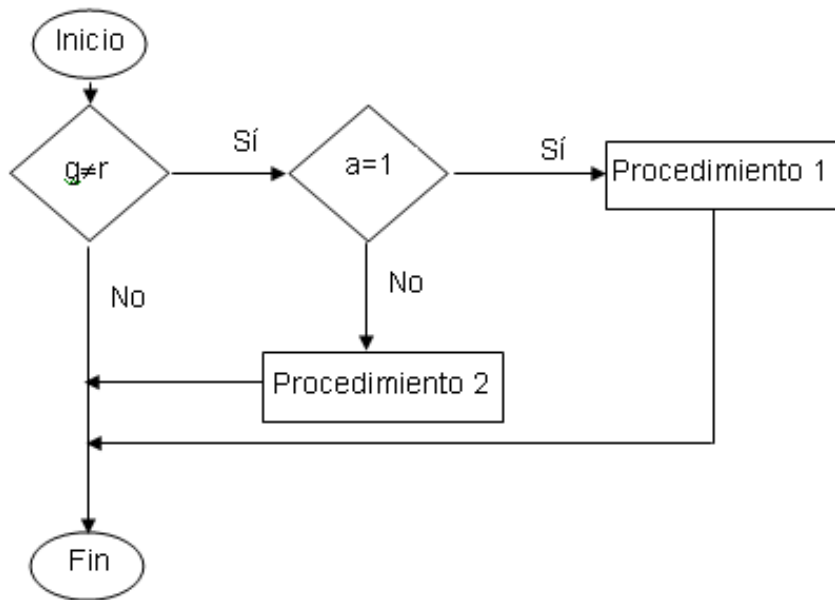 Inicio
g≠r
Sí
a=1
Sí
Procedimiento 1
No
No
Procedimiento 2
Fin